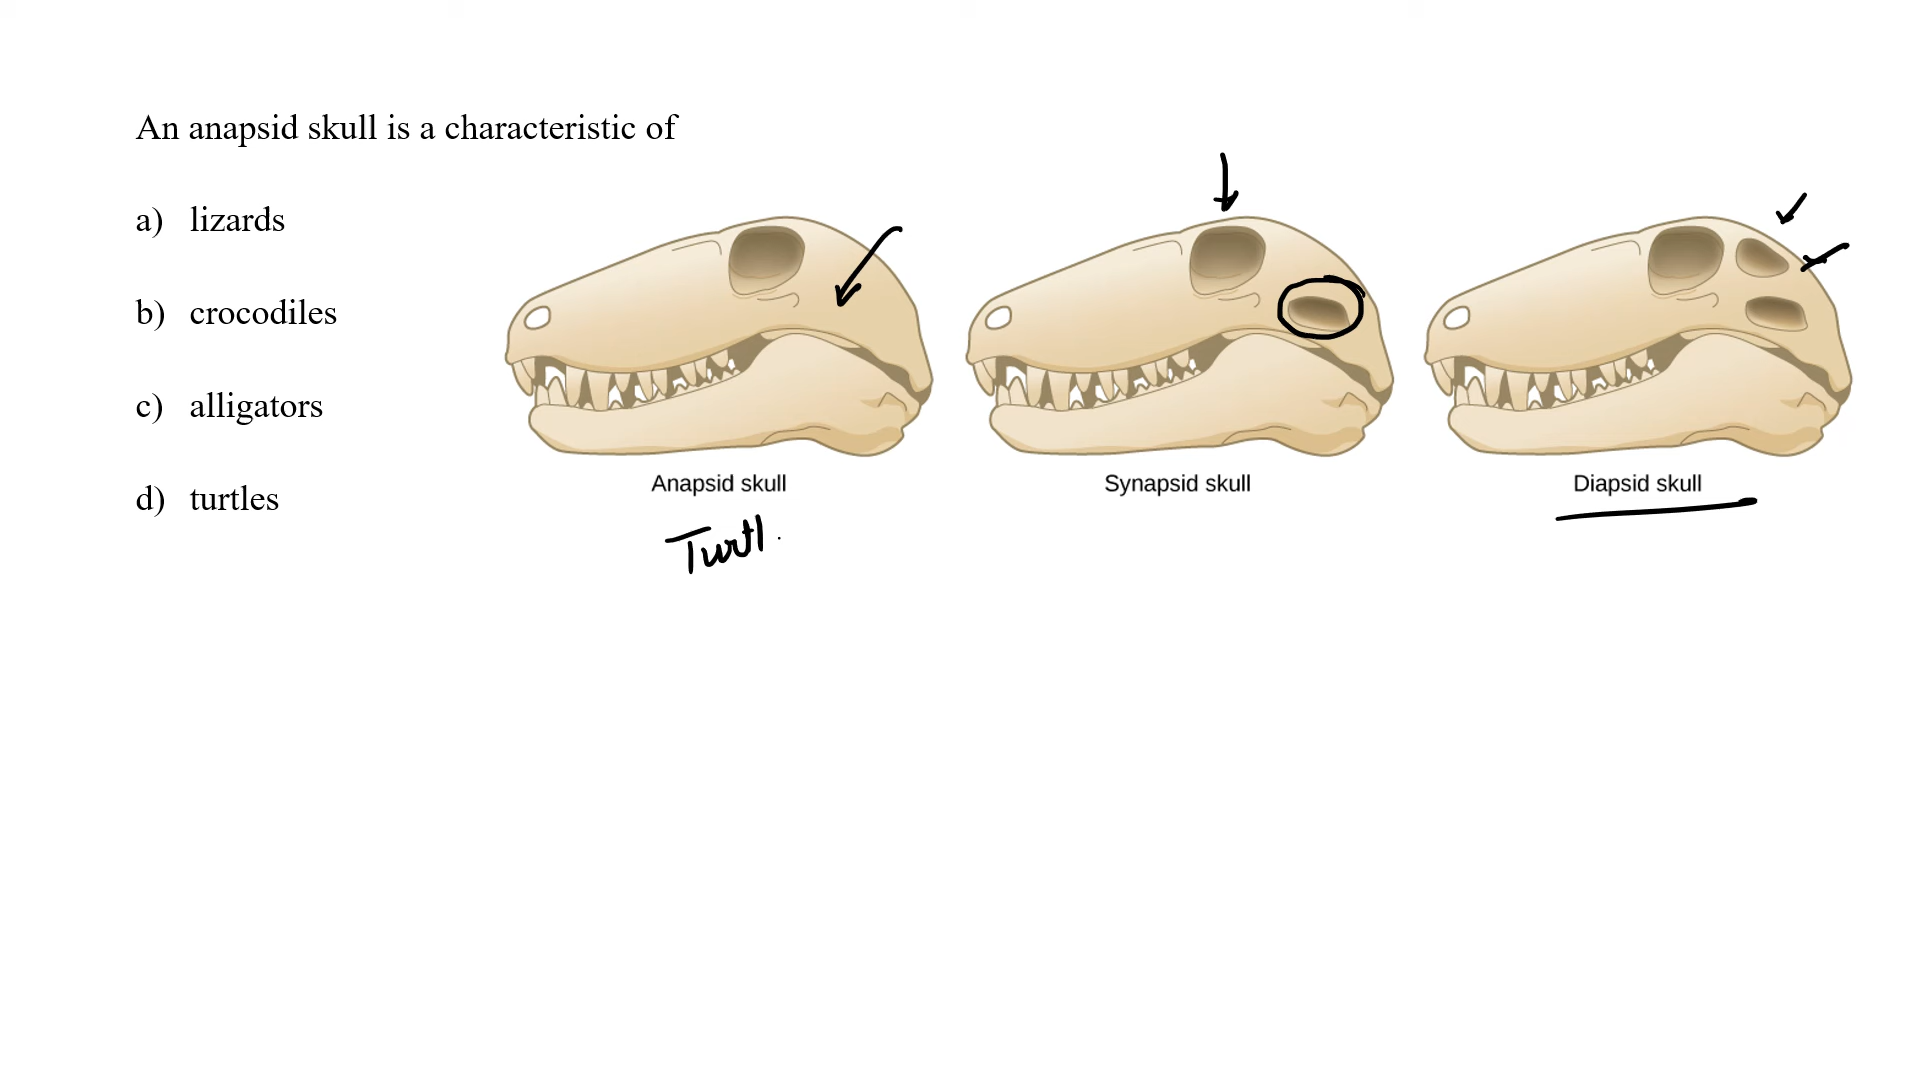 An anapsid skull is a characteristic of
a) lizards
b) crocodiles
c) alligators
d) turtles
Anapsid skull
Synapsid skull
Diapsid skull
Turtl